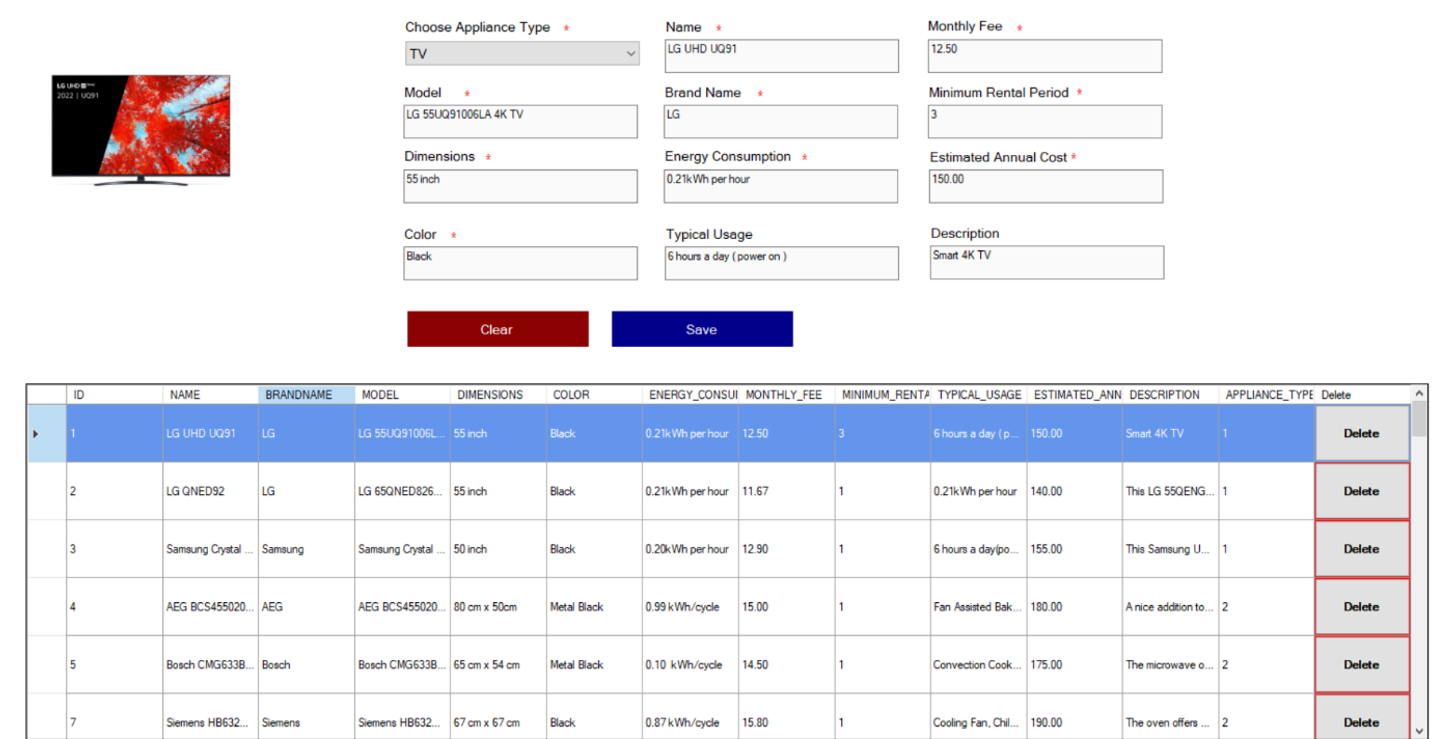 Choose Appliance Type * Name * Monthly Fee *
TV LG UHD UQ91 12.50
LG UHD
2022 | UQ91
Model * Brand Name * Minimum Rental Period *
LG 55UQ91006LA 4K TV LG 3
Dimensions * Energy Consumption * Estimated Annual Cost *
55 inch 0.21kWh per hour 150.00
Color * Typical Usage Description
Black 6 hours a day ( power on ) Smart 4K TV
Clear Save
ID NAME BRANDNAME MODEL DIMENSIONS COLOR ENERGY_CONSUI MONTHLY_FEE MINIMUM_RENTA TYPICAL_USAGE ESTIMATED_ANN DESCRIPTION APPLIANCE_TYPE Delete
1 LG UHD UQ91 LG LG 55UQ91006L... 55 inch Black 0.21kWh per hour 12.50 3 6 hours a day ( p... 150.00 Smart 4K TV 1 Delete
2 LG QNED92 LG LG 65QNED826... 55 inch Black 0.21kWh per hour 11.67 1 0.21kWh per hour 140.00 This LG 55QENG... 1 Delete
3 Samsung Crystal ... Samsung Samsung Crystal ... 50 inch Black 0.20kWh per hour 12.90 1 6 hours a day(po... 155.00 This Samsung U... 1 Delete
4 AEG BCS455020... AEG AEG BCS455020... 80 cm x 50cm Metal Black 0.99 kWh/cycle 15.00 1 Fan Assisted Bak... 180.00 A nice addition to... 2 Delete
5 Bosch CMG633B... Bosch Bosch CMG633B... 65 cm x 54 cm Metal Black 0.10 kWh/cycle 14.50 1 Convection Cook... 175.00 The microwave o... 2 Delete
7 Siemens HB632... Siemens Siemens HB632... 67 cm x 67 cm Black 0.87 kWh/cycle 15.80 1 Cooling Fan, Chil... 190.00 The oven offers ... 2 Delete